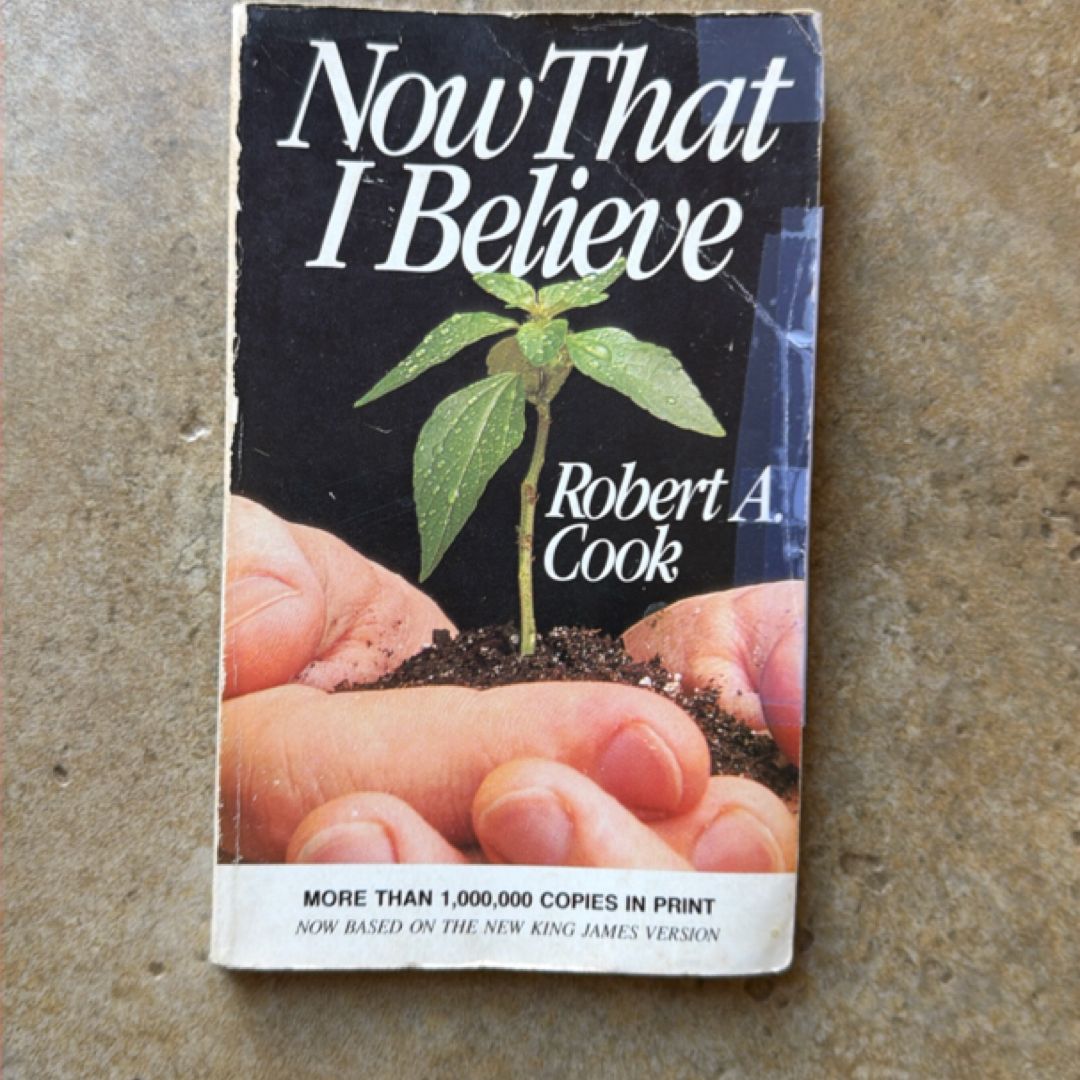 Now That
I Believe
Robert A.
Cook
MORE THAN 1,000,000 COPIES IN PRINT
NOW BASED ON THE NEW KING JAMES VERSION